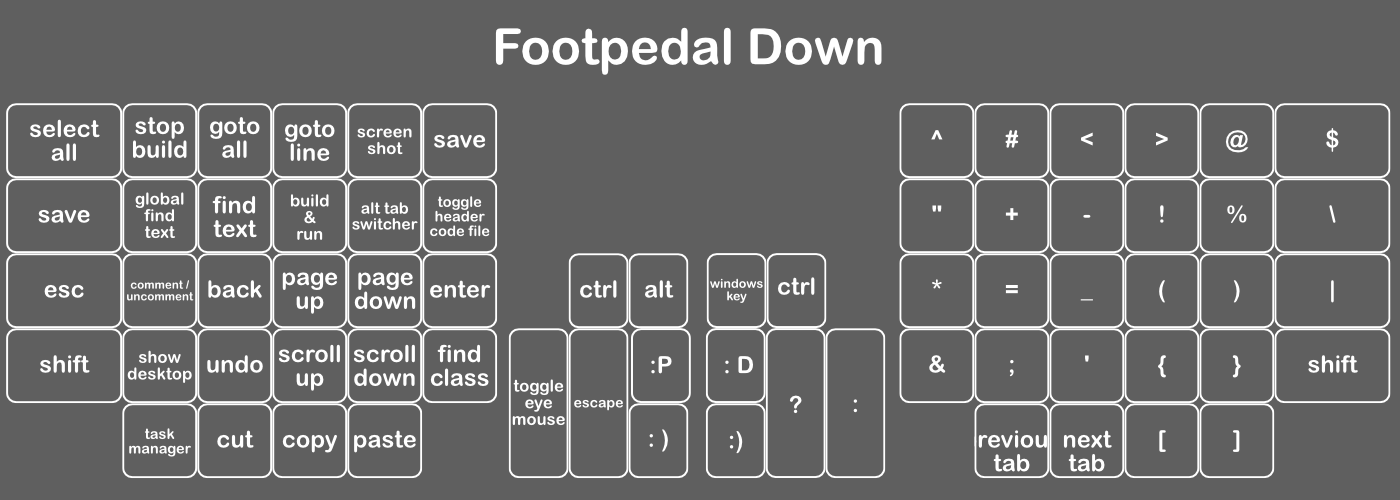 Footpedal Down
select
all
stop
build
goto
all
goto
line
screen
shot
save
^
#
<
>
@
$
save
global
find
text
find
text
build
&
run
alt tab
switcher
toggle
header
code file
"
+
-
!
%
\
esc
comment /
uncomment
back
page
up
page
down
enter
ctrl
alt
windows
key
ctrl
*
=
_
(
)
|
shift
show
desktop
undo
scroll
up
scroll
down
find
class
toggle
eye
mouse
escape
:P
: D
?
:
&
;
'
{
}
shift
task
manager
cut
copy
paste
: )
:)
reviou
tab
next
tab
[
]